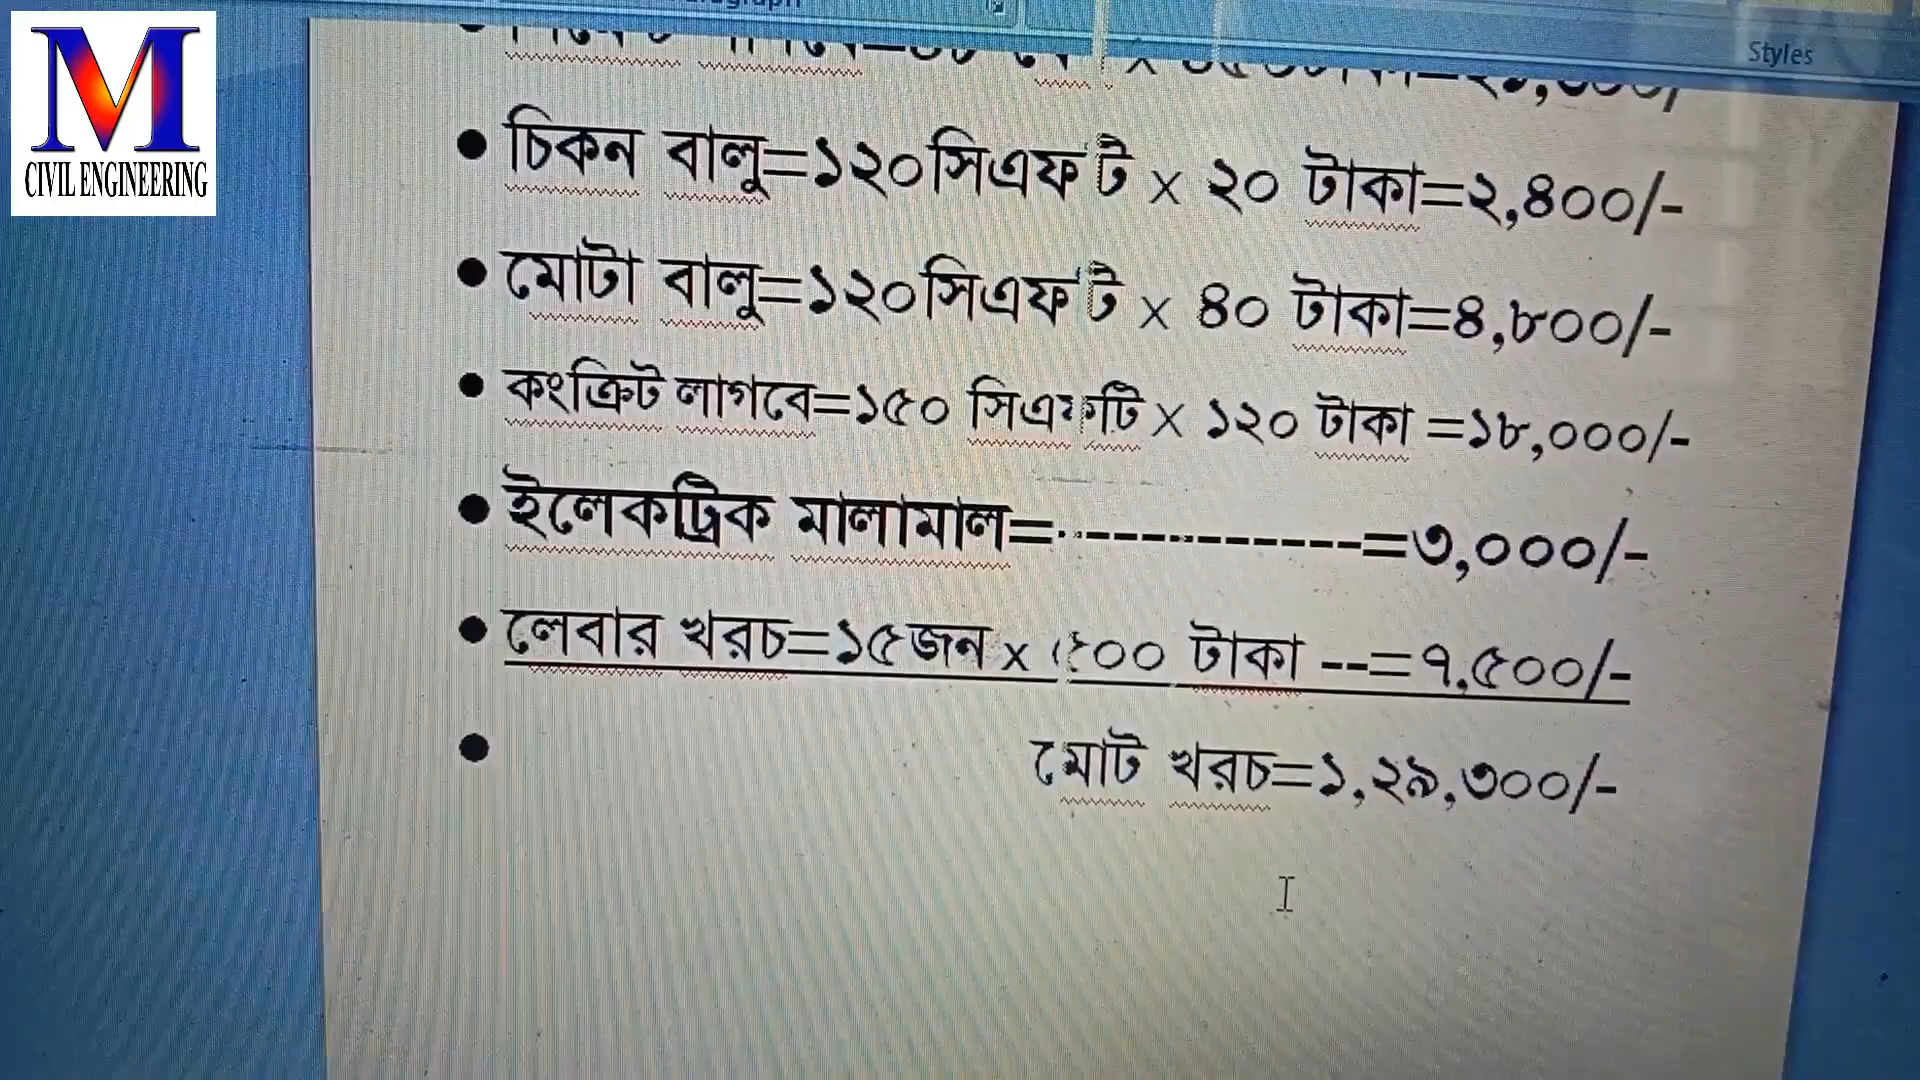 Styles
M
CIVIL ENGINEERING
• চিকন বালু=১২০সিএফটি x ২০ টাকা=২,৪০০/-
• মোটা বালু=১২০সিএফটি x ৪০ টাকা=৪,৮০০/-
• কংক্রিট লাগবে=১৫০ সিএফটি x ১২০ টাকা =১৮,০০০/-
• ইলেকট্রিক মালামাল=------------=৩,০০০/-
• লেবার খরচ=১৫জন x ৫০০ টাকা --=৭,৫০০/-
• মোট খরচ=১,২৯,৩০০/-